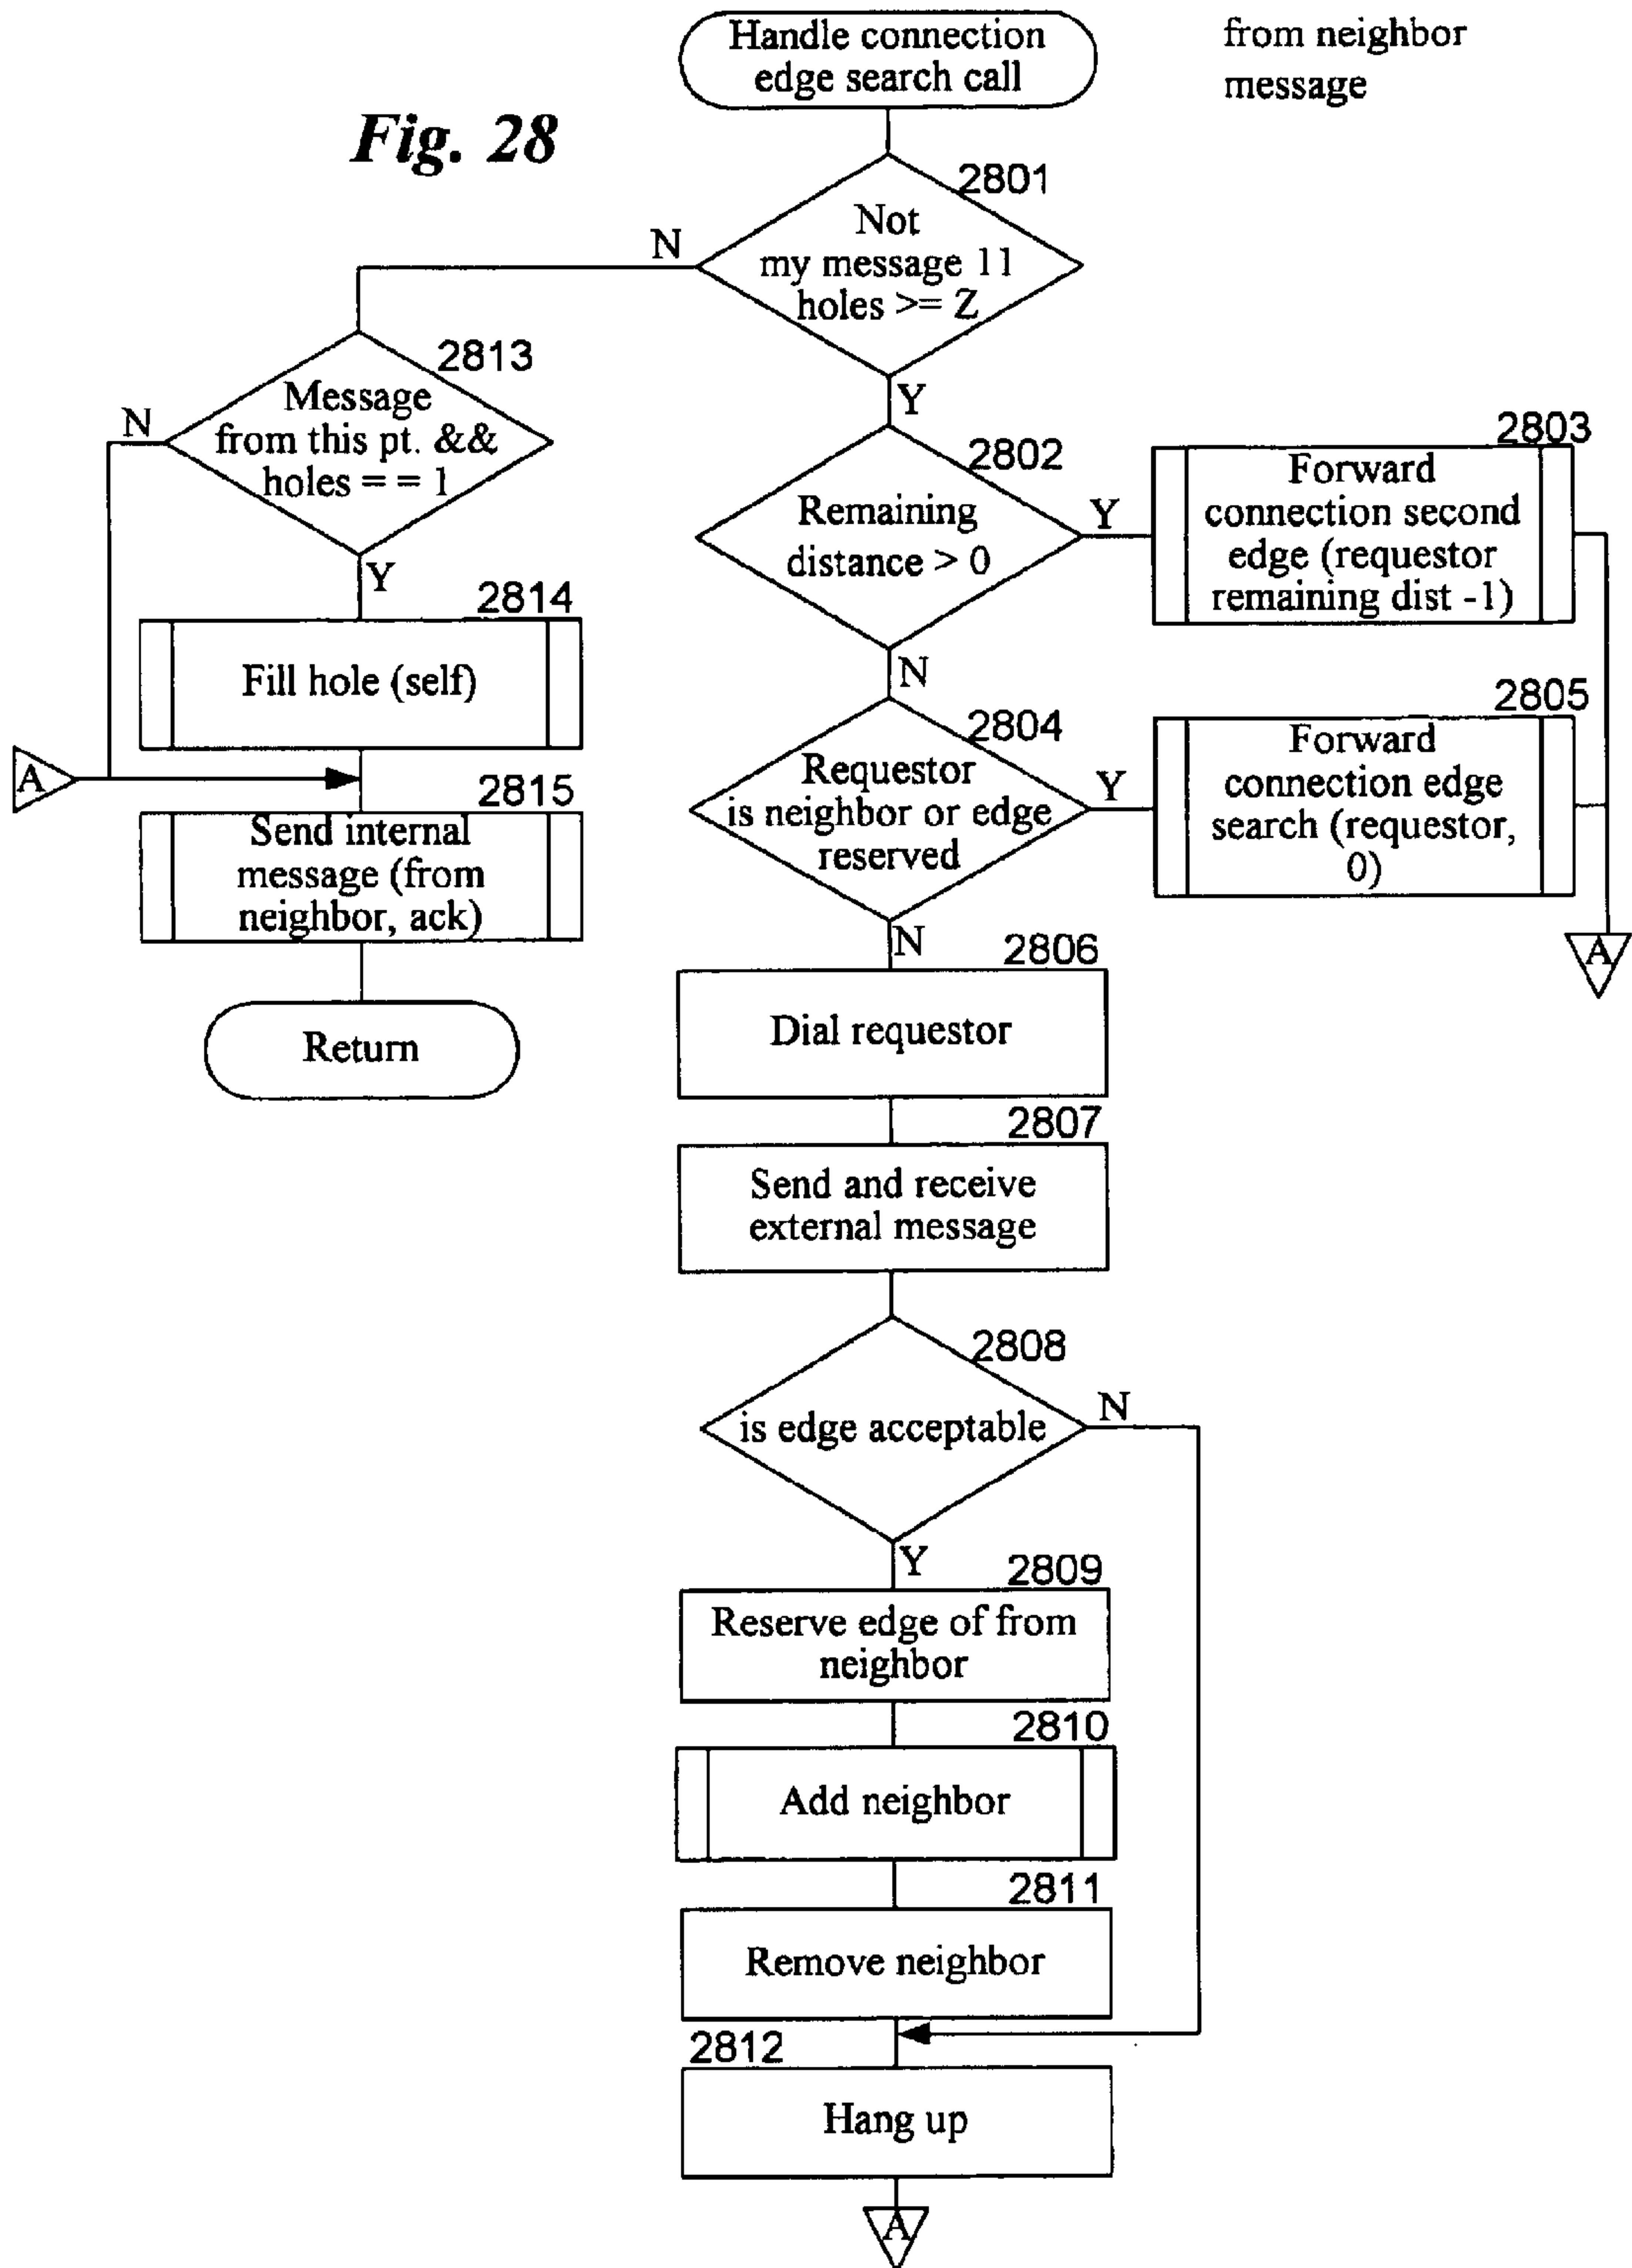 Handle connection
edge search call
from neighbor
message
Fig. 28
2801
Not
my message 11
holes >= Z
N
Y
2813
Message
from this pt. &&
holes = = 1
N
Y
2802
Remaining
distance > 0
Y
N
2803
Forward
connection second
edge (requestor
remaining dist -1)
2814
Fill hole (self)
2804
Requestor
is neighbor or edge
reserved
Y
N
2805
Forward
connection edge
search (requestor,
0)
A
2815
Send internal
message (from
neighbor, ack)
A
Return
2806
Dial requestor
2807
Send and receive
external message
2808
is edge acceptable
N
Y
2809
Reserve edge of from
neighbor
2810
Add neighbor
2811
Remove neighbor
2812
Hang up
A